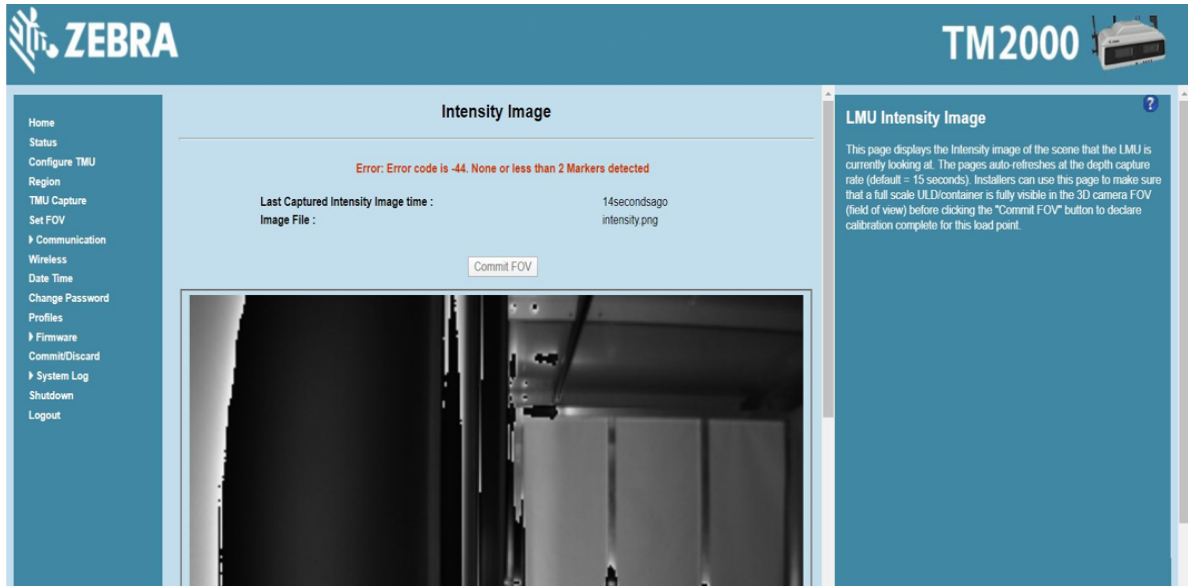 ZEBRA
TM2000
Home
Status
Configure TMU
Region
TMU Capture
Set FOV
Communication
Wireless
Date Time
Change Password
Profiles
Firmware
Commit/Discard
System Log
Shutdown
Logout
Intensity Image
Error: Error code is -44. None or less than 2 Markers detected
Last Captured Intensity Image time : 14secondsago
Image File : intensity.png
Commit FOV
?
LMU Intensity Image
This page displays the Intensity image of the scene that the LMU is
currently looking at. The pages auto-refreshes at the depth capture
rate (default = 15 seconds). Installers can use this page to make sure
that a full scale ULD/container is fully visible in the 3D camera FOV
(field of view) before clicking the "Commit FOV" button to declare
calibration complete for this load point.